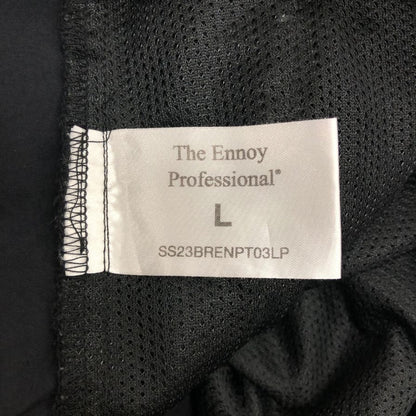 The Ennoy
Professional®
L
SS23BRENPT03LP